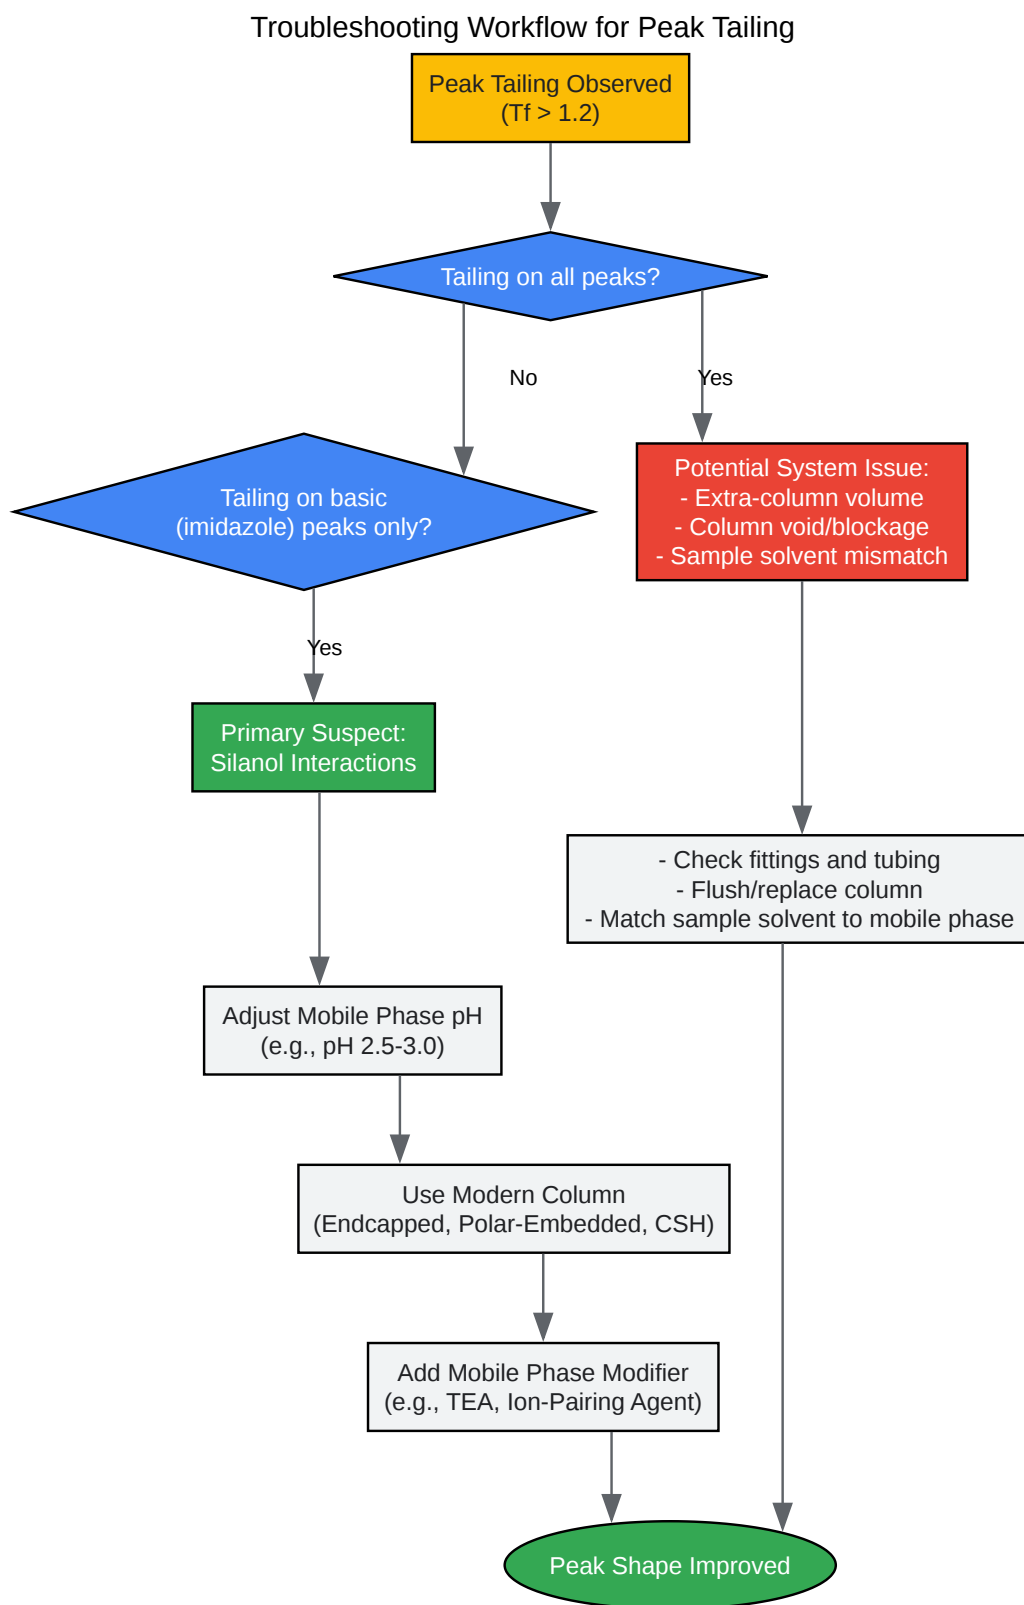 Troubleshooting Workflow for Peak Tailing
Peak Tailing Observed
(Tf > 1.2)
Tailing on all peaks?
No
Yes
Tailing on basic
(imidazole) peaks only?
Potential System Issue:
- Extra-column volume
- Column void/blockage
- Sample solvent mismatch
Yes
Primary Suspect:
Silanol Interactions
- Check fittings and tubing
- Flush/replace column
- Match sample solvent to mobile phase
Adjust Mobile Phase pH
(e.g., pH 2.5-3.0)
Use Modern Column
(Endcapped, Polar-Embedded, CSH)
Add Mobile Phase Modifier
(e.g., TEA, Ion-Pairing Agent)
Peak Shape Improved